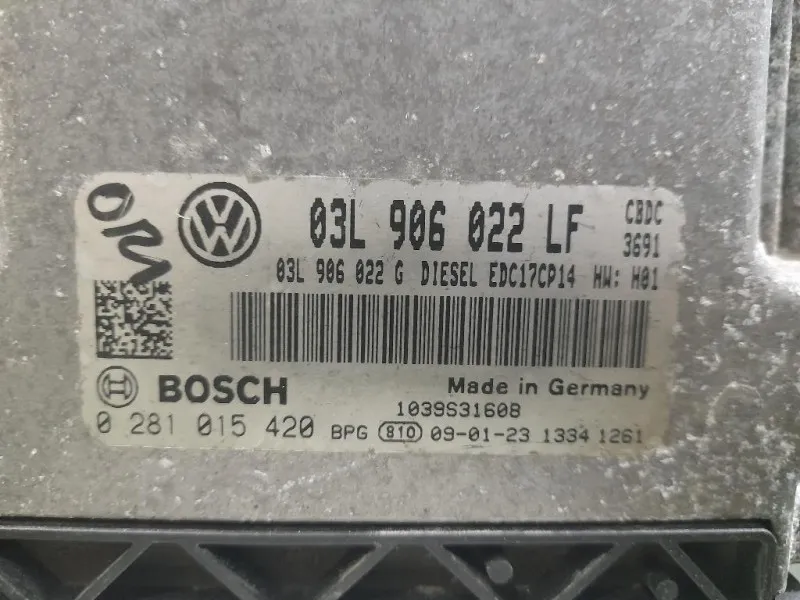 03L 906 022 LF CBDC
3691
03L 906 022 G DIESEL EDC17CP14 HW: H01
BOSCH Made in Germany
1039S31608
0 281 015 420 BPG 810 09-01-23 1334 1261